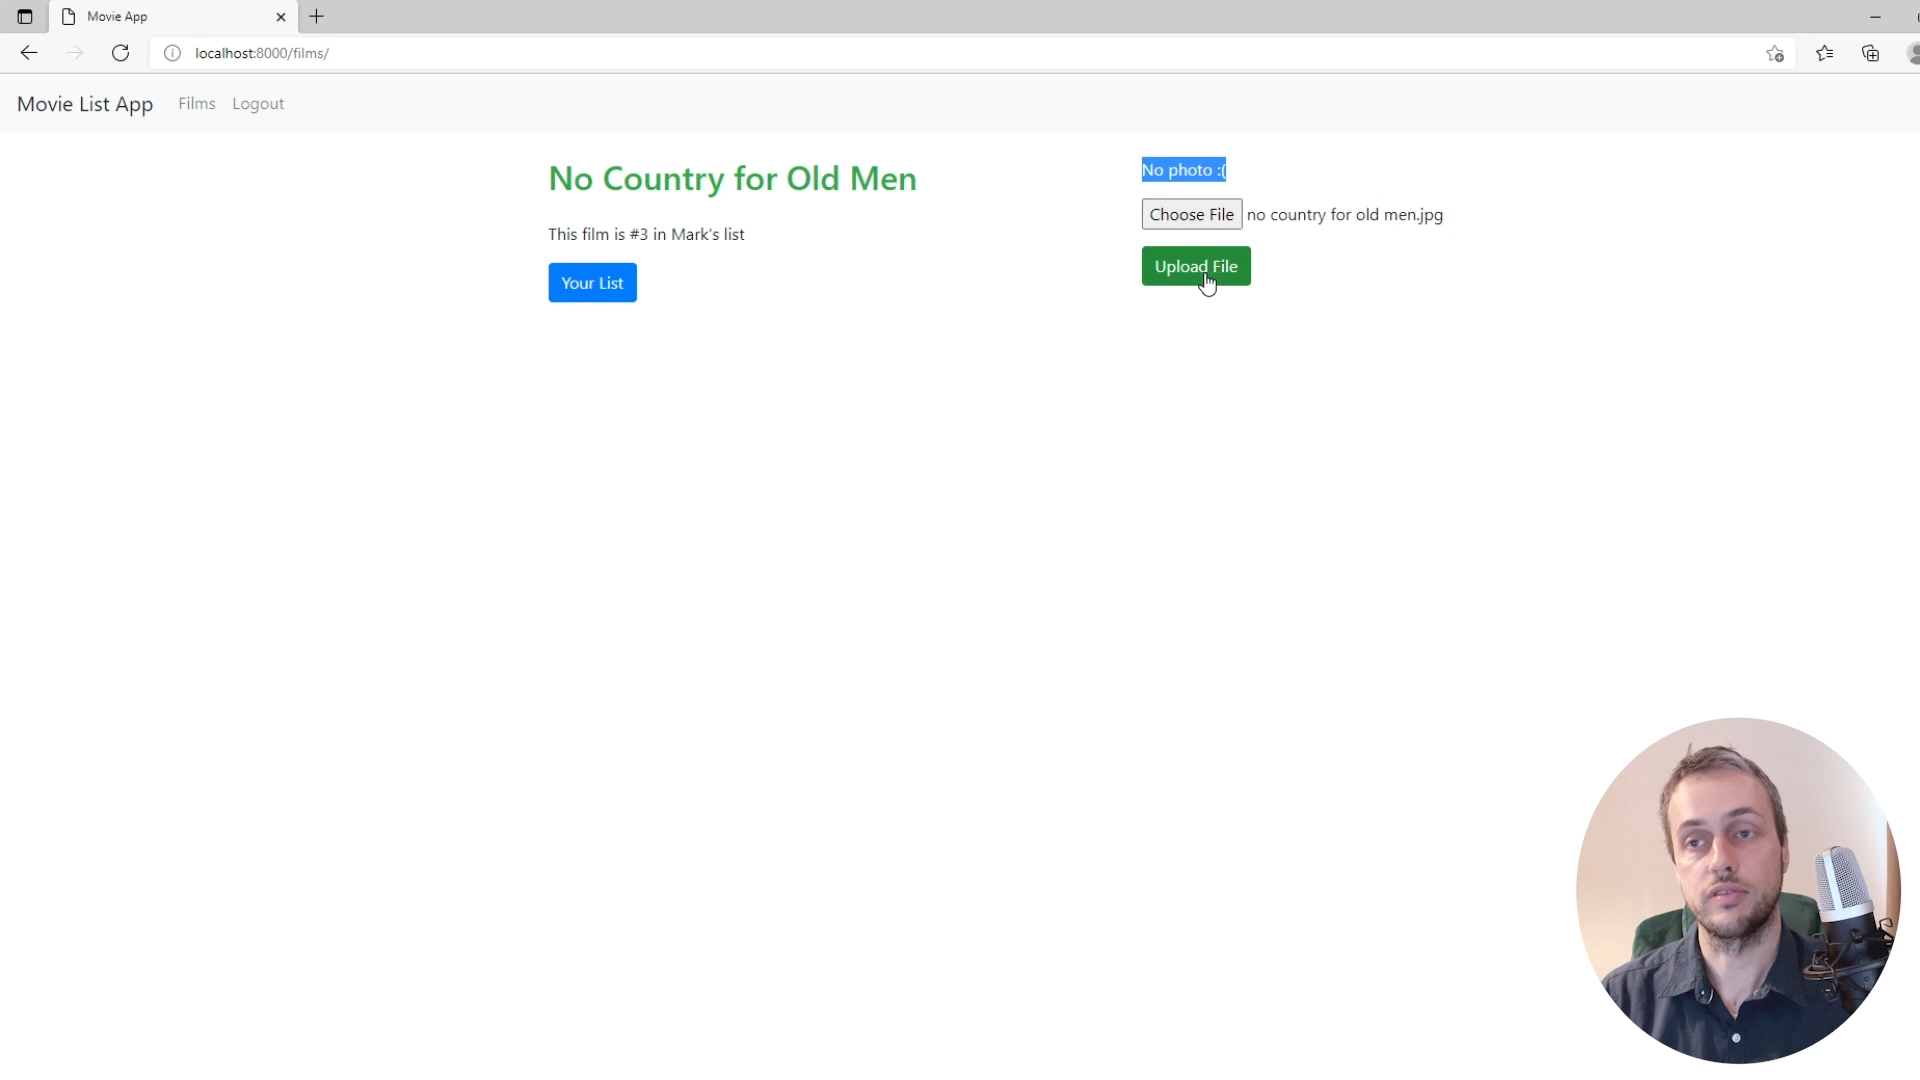 Movie App
localhost:8000/films/
Movie List App Films Logout
No Country for Old Men
This film is #3 in Mark's list
Your List
No photo :(
Choose File no country for old men.jpg
Upload File